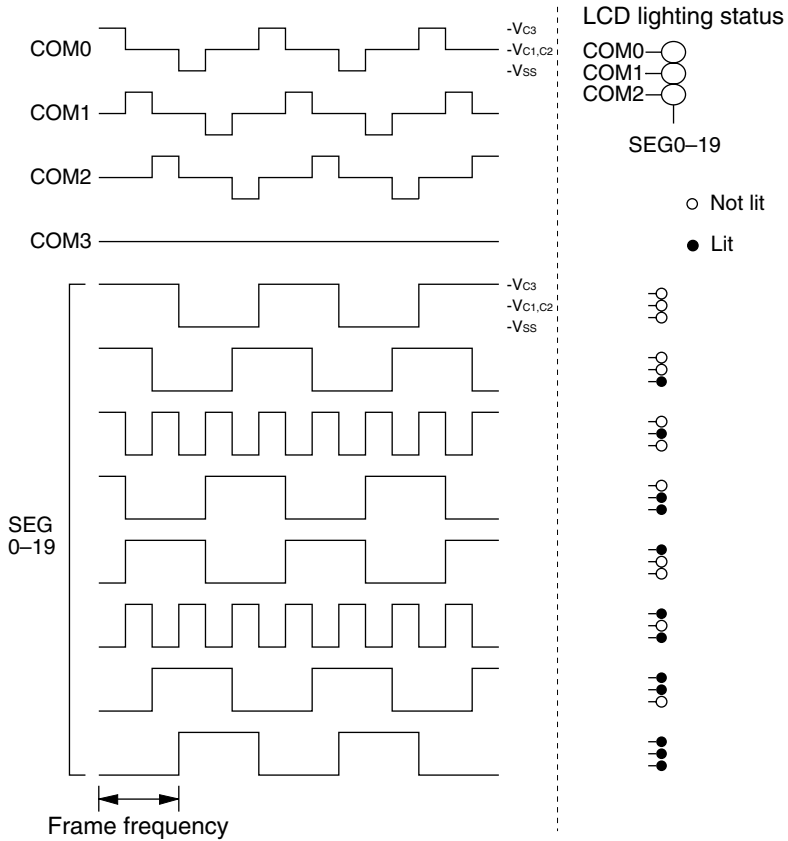 LCD lighting status
COM0
-VC3
-VC1,C2
-VSS
COM0
COM1
COM2
SEG0–19
COM1
COM2
Not lit
COM3
Lit
-VC3
-VC1,C2
-VSS
SEG
0–19
Frame frequency